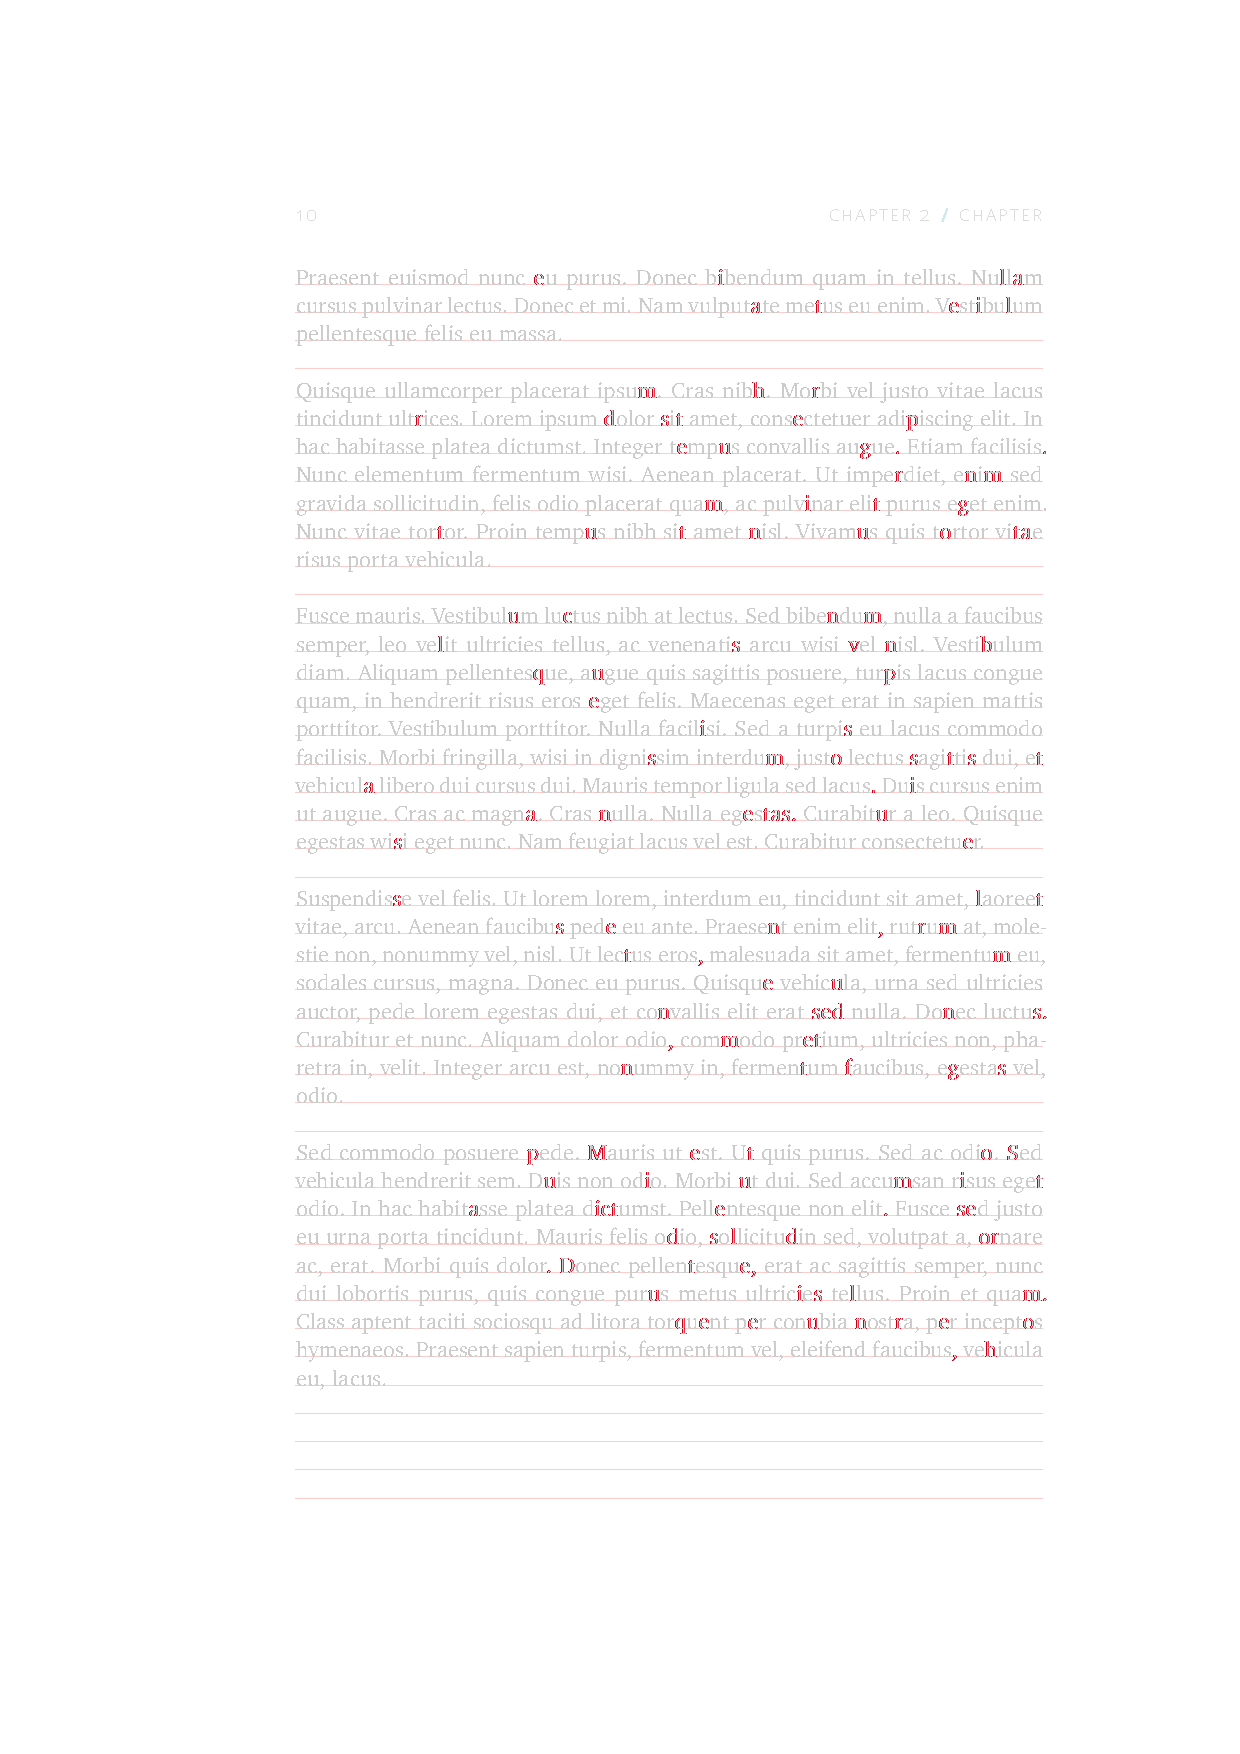 10 CHAPTER 2 / CHAPTER
Praesent euismod nunc eu purus. Donec bibendum quam in tellus. Nullam
cursus pulvinar lectus. Donec et mi. Nam vulputate metus eu enim. Vestibulum
pellentesque felis eu massa.
Quisque ullamcorper placerat ipsum. Cras nibh. Morbi vel justo vitae lacus
tincidunt ultrices. Lorem ipsum dolor sit amet, consectetuer adipiscing elit. In
hac habitasse platea dictumst. Integer tempus convallis augue. Etiam facilisis.
Nunc elementum fermentum wisi. Aenean placerat. Ut imperdiet, enim sed
gravida sollicitudin, felis odio placerat quam, ac pulvinar elit purus eget enim.
Nunc vitae tortor. Proin tempus nibh sit amet nisl. Vivamus quis tortor vitae
risus porta vehicula.
Fusce mauris. Vestibulum luctus nibh at lectus. Sed bibendum, nulla a faucibus
semper, leo velit ultricies tellus, ac venenatis arcu wisi vel nisl. Vestibulum
diam. Aliquam pellentesque, augue quis sagittis posuere, turpis lacus congue
quam, in hendrerit risus eros eget felis. Maecenas eget erat in sapien mattis
porttitor. Vestibulum porttitor. Nulla facilisi. Sed a turpis eu lacus commodo
facilisis. Morbi fringilla, wisi in dignissim interdum, justo lectus sagittis dui, et
vehicula libero dui cursus dui. Mauris tempor ligula sed lacus. Duis cursus enim
ut augue. Cras ac magna. Cras nulla. Nulla egestas. Curabitur a leo. Quisque
egestas wisi eget nunc. Nam feugiat lacus vel est. Curabitur consectetuer.
Suspendisse vel felis. Ut lorem lorem, interdum eu, tincidunt sit amet, laoreet
vitae, arcu. Aenean faucibus pede eu ante. Praesent enim elit, rutrum at, mole-
stie non, nonummy vel, nisl. Ut lectus eros, malesuada sit amet, fermentum eu,
sodales cursus, magna. Donec eu purus. Quisque vehicula, urna sed ultricies
auctor, pede lorem egestas dui, et convallis elit erat sed nulla. Donec luctus.
Curabitur et nunc. Aliquam dolor odio, commodo pretium, ultricies non, pha-
retra in, velit. Integer arcu est, nonummy in, fermentum faucibus, egestas vel,
odio.
Sed commodo posuere pede. Mauris ut est. Ut quis purus. Sed ac odio. Sed
vehicula hendrerit sem. Duis non odio. Morbi ut dui. Sed accumsan risus eget
odio. In hac habitasse platea dictumst. Pellentesque non elit. Fusce sed justo
eu urna porta tincidunt. Mauris felis odio, sollicitudin sed, volutpat a, ornare
ac, erat. Morbi quis dolor. Donec pellentesque, erat ac sagittis semper, nunc
dui lobortis purus, quis congue purus metus ultricies tellus. Proin et quam.
Class aptent taciti sociosqu ad litora torquent per conubia nostra, per inceptos
hymenaeos. Praesent sapien turpis, fermentum vel, eleifend faucibus, vehicula
eu, lacus.